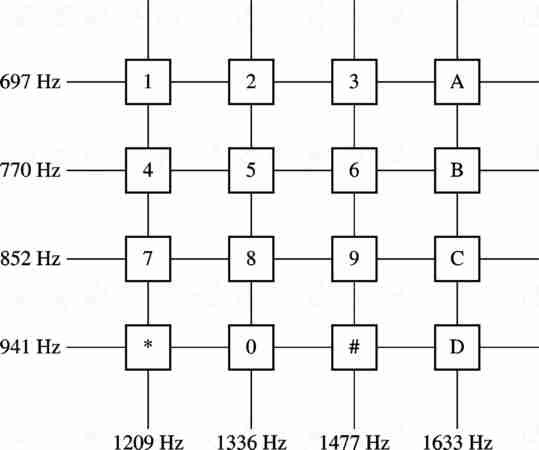 697 Hz 1 2 3 A
770 Hz 4 5 6 B
852 Hz 7 8 9 C
941 Hz * 0 # D
1209 Hz 1336 Hz 1477 Hz 1633 Hz